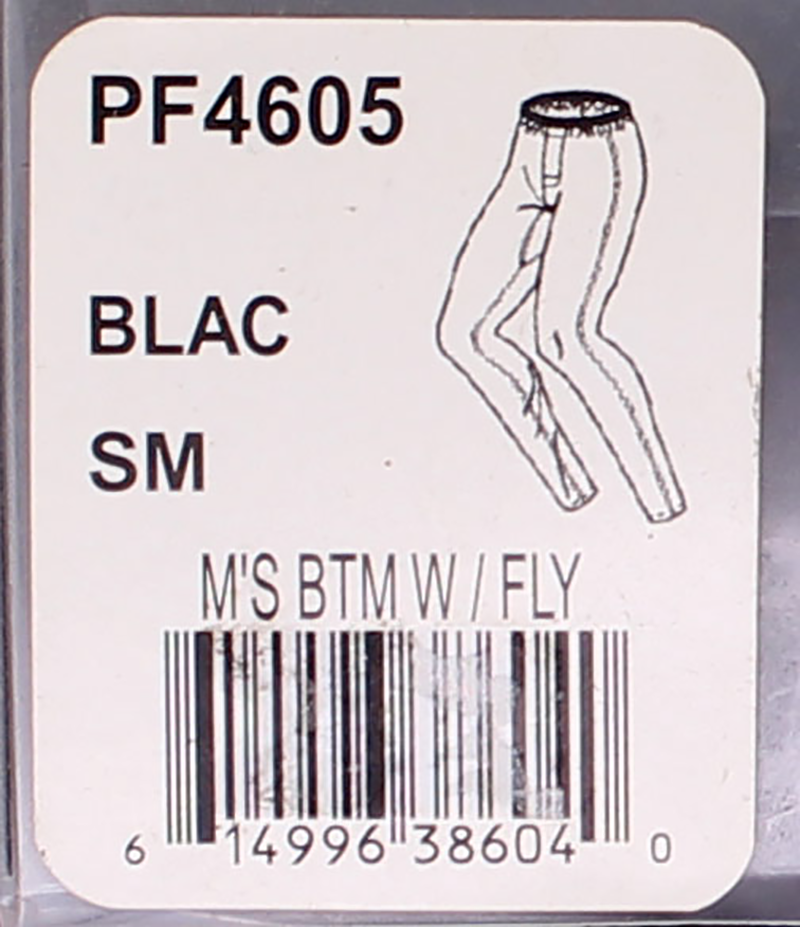 PF4605
BLAC
SM
M'S BTM W / FLY
6 14996 38604 0